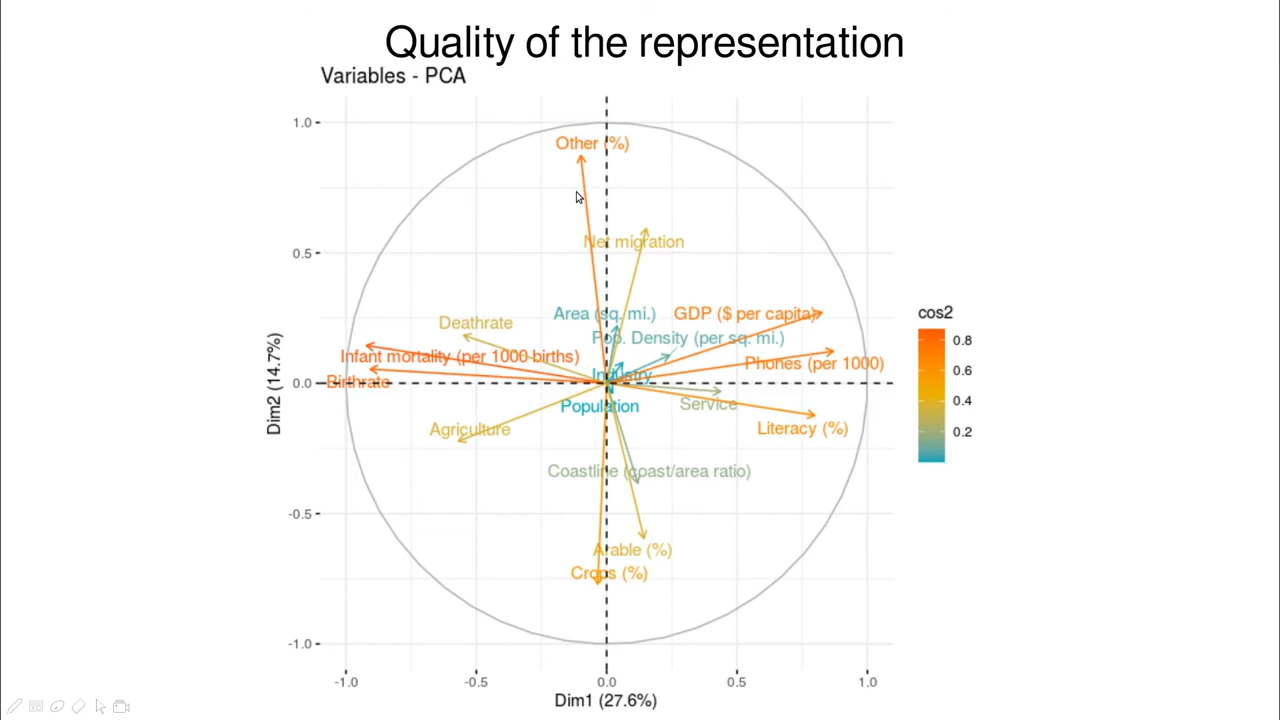 Quality of the representation
Variables - PCA
1.0
Other (%)
Net migration
0.5
Area (sq. mi.)
GDP ($ per capita)
Deathrate
Pop. Density (per sq. mi.)
Infant mortality (per 1000 births)
Phones (per 1000)
Industry
0.0
Birthrate
Population
Service
Agriculture
Literacy (%)
Coastline (coast/area ratio)
-0.5
Arable (%)
Crops (%)
-1.0
-1.0
-0.5
0.0
0.5
1.0
Dim1 (27.6%)
Dim2 (14.7%)
cos2
0.8
0.6
0.4
0.2